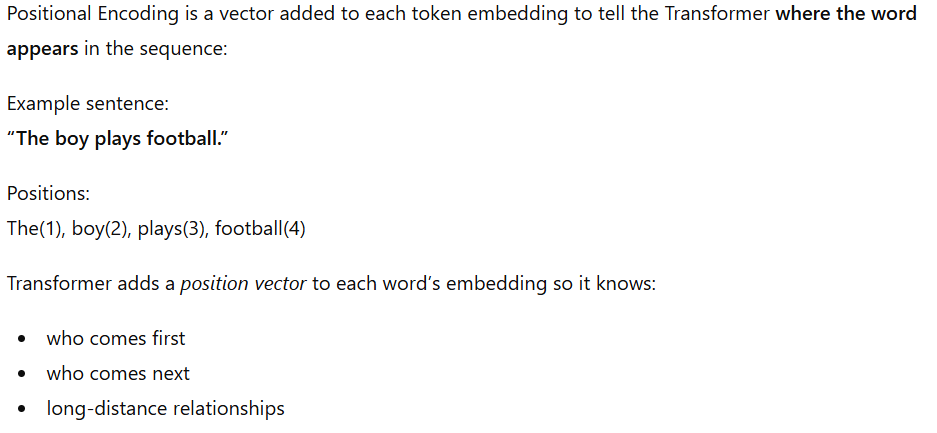 Positional Encoding is a vector added to each token embedding to tell the Transformer where the word
appears in the sequence:
Example sentence:
“The boy plays football.”
Positions:
The(1), boy(2), plays(3), football(4)
Transformer adds a position vector to each word’s embedding so it knows:
• who comes first
• who comes next
• long-distance relationships